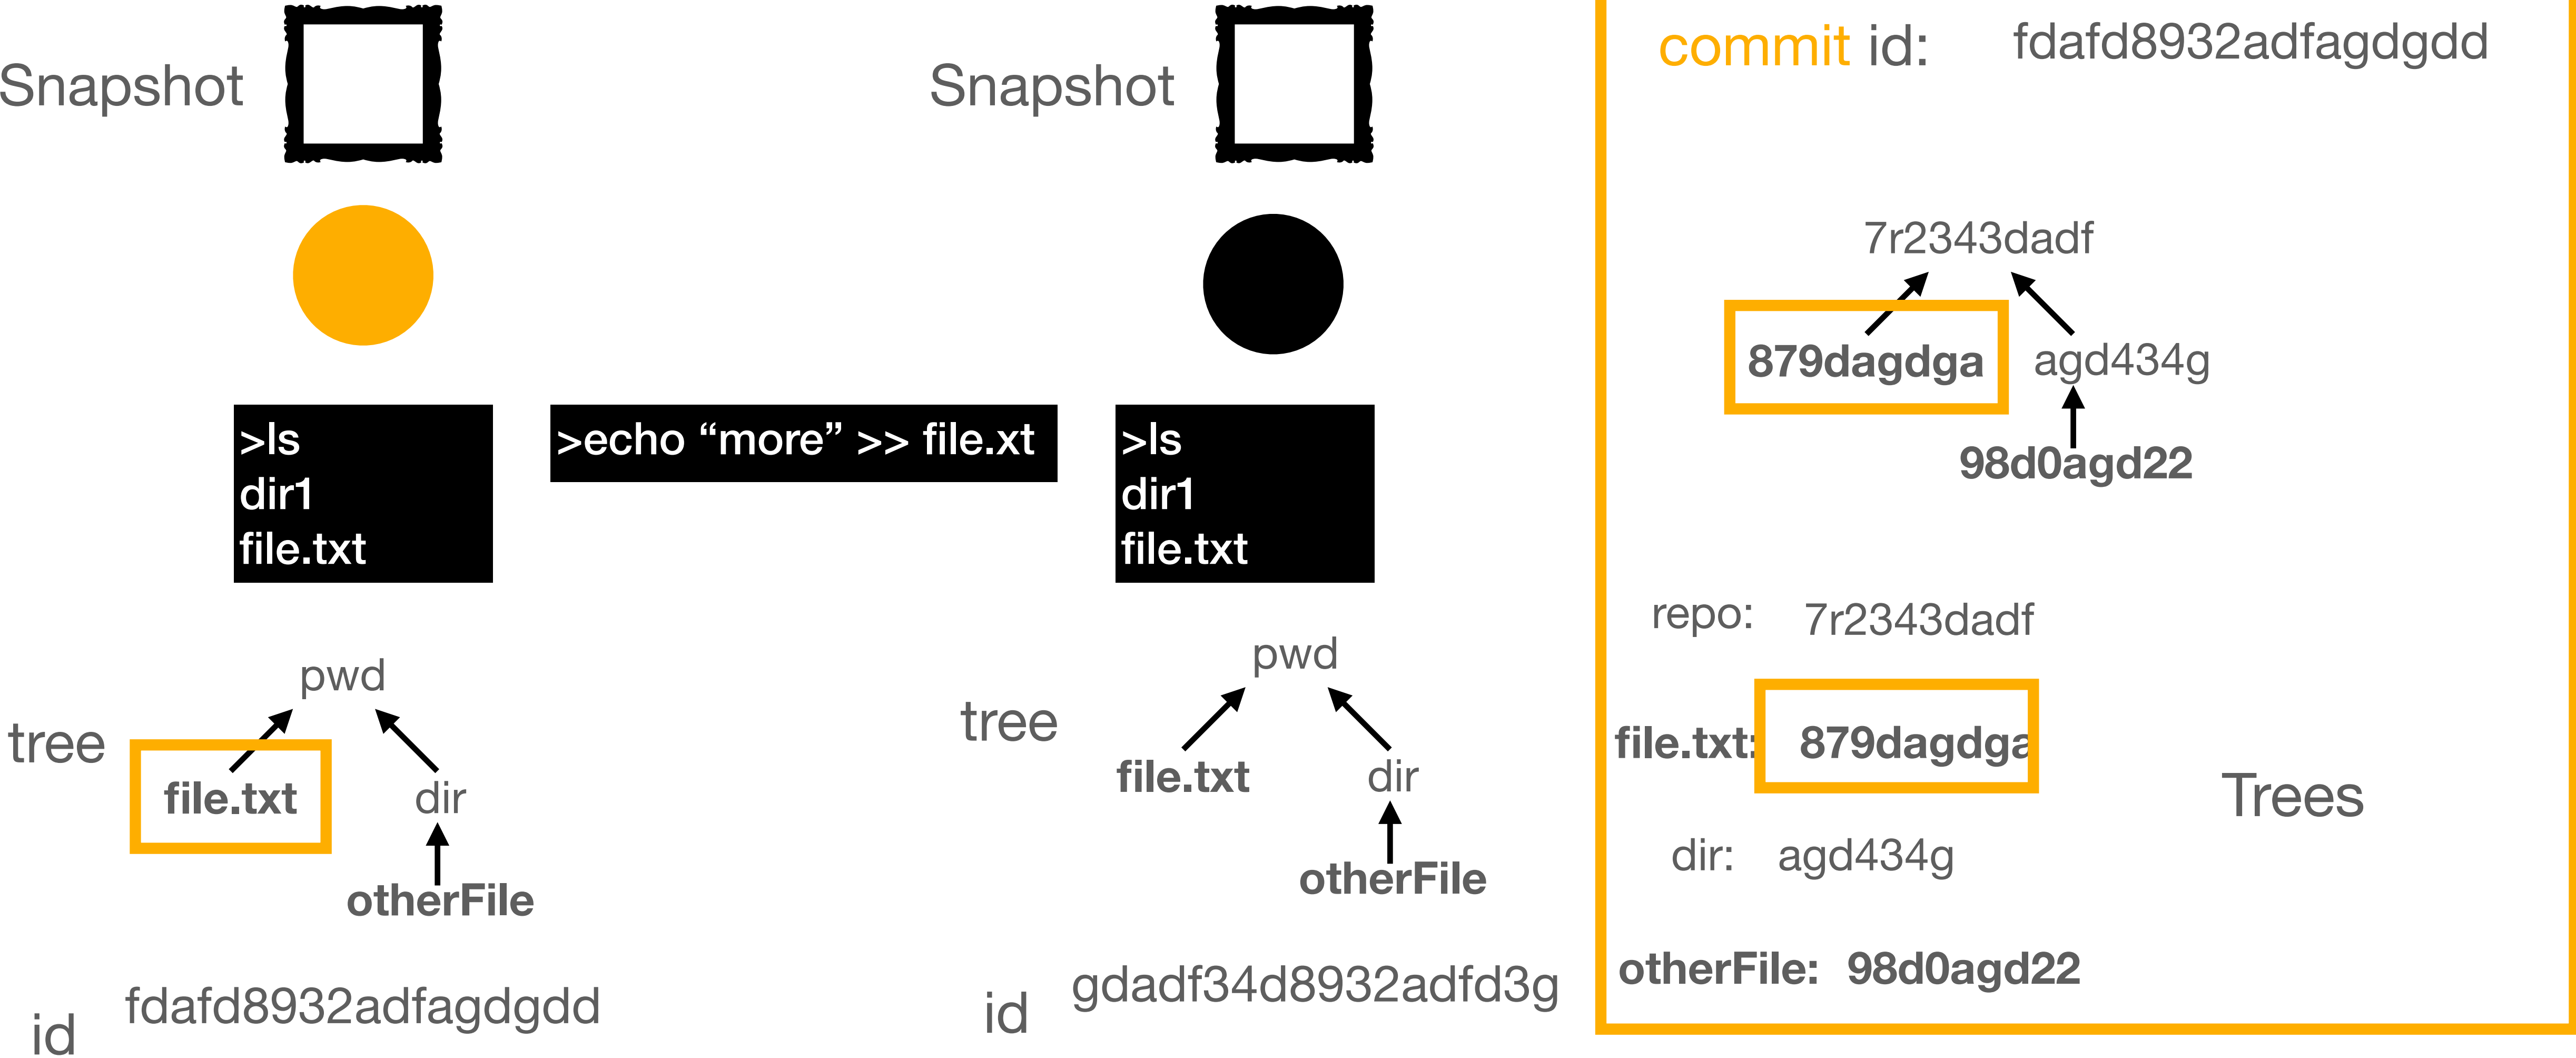 Snapshot
>ls
dir1
file.txt
tree
pwd
file.txt
dir
otherFile
id
fdafd8932adfagdgdd
>echo “more” >> file.xt
Snapshot
>ls
dir1
file.txt
tree
pwd
file.txt
dir
otherFile
id
gdadf34d8932adfd3g
commit id: fdafd8932adfagdgdd
7r2343dadf
879dagdga
agd434g
98d0agd22
repo: 7r2343dadf
file.txt: 879dagdga
dir: agd434g
otherFile: 98d0agd22
Trees